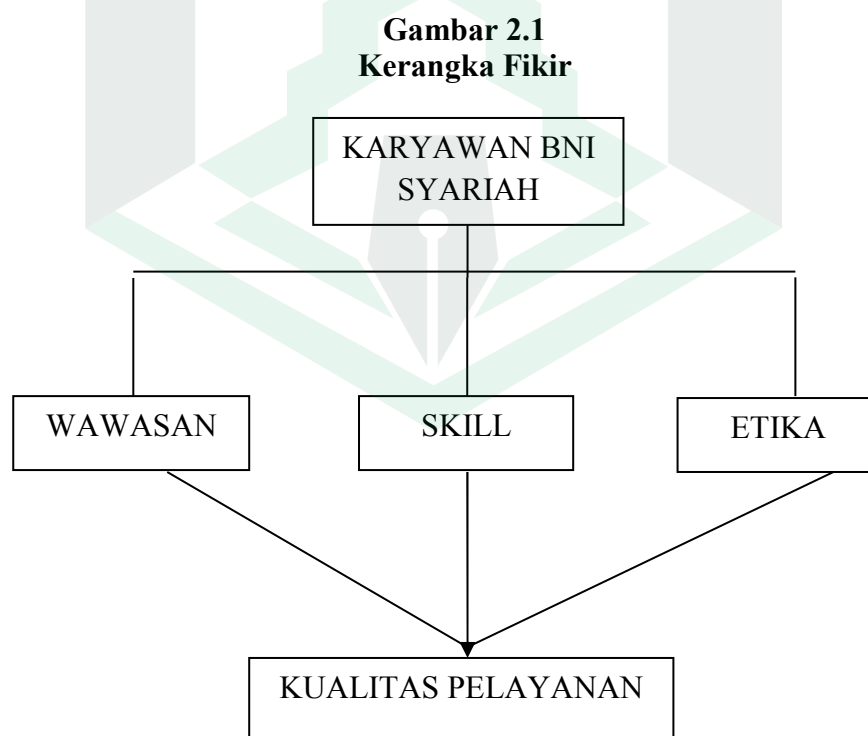 Gambar 2.1
Kerangka Fikir
KARYAWAN BNI
SYARIAH
WAWASAN
SKILL
ETIKA
KUALITAS PELAYANAN